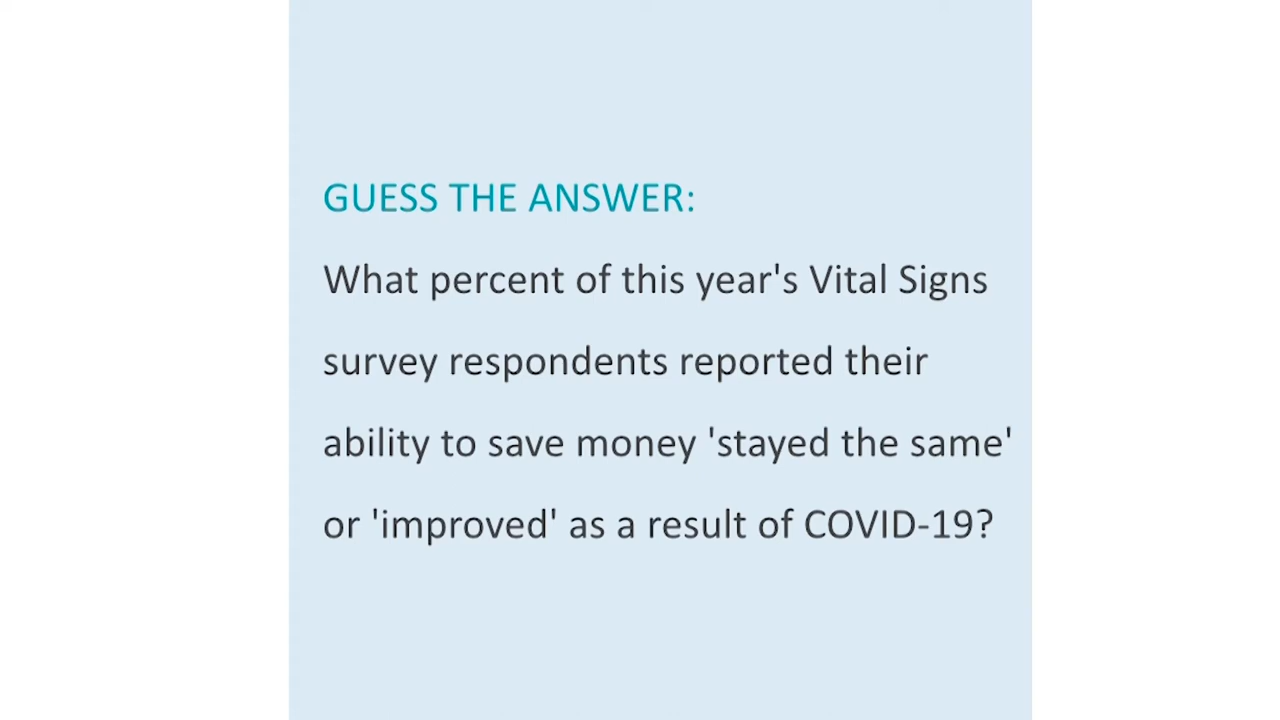 GUESS THE ANSWER:
What percent of this year's Vital Signs
survey respondents reported their
ability to save money 'stayed the same'
or 'improved' as a result of COVID-19?